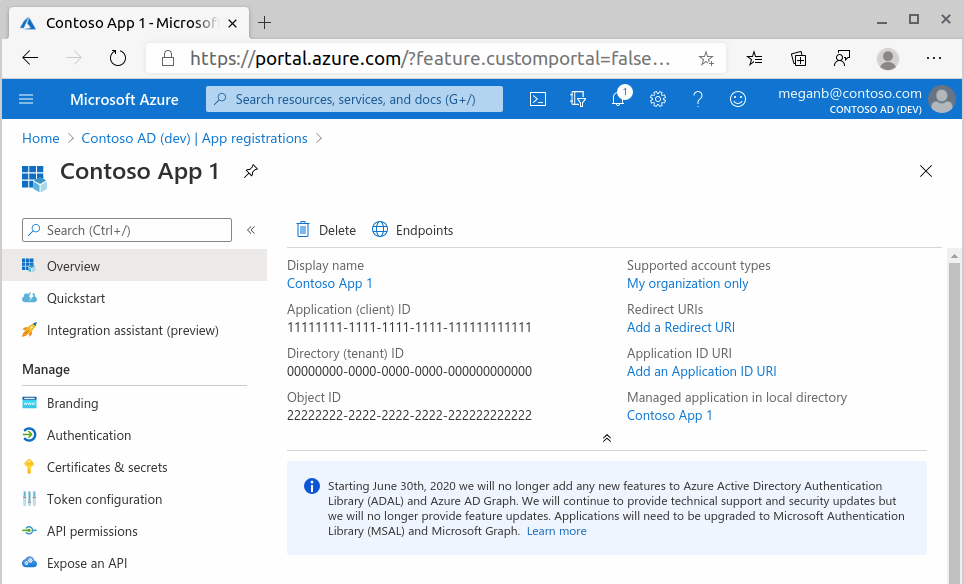 Contoso App 1 - Microsof
https://portal.azure.com/?feature.customportal=false...
Microsoft Azure
Search resources, services, and docs (G+/)
1
meganb@contoso.com
CONTOSO AD (DEV)
Home > Contoso AD (dev) | App registrations >
Contoso App 1
Search (Ctrl+/)
Overview
Quickstart
Integration assistant (preview)
Manage
Branding
Authentication
Certificates & secrets
Token configuration
API permissions
Expose an API
Delete
Endpoints
Display name
Contoso App 1
Application (client) ID
11111111-1111-1111-1111-111111111111
Directory (tenant) ID
00000000-0000-0000-0000-000000000000
Object ID
22222222-2222-2222-2222-222222222222
Supported account types
My organization only
Redirect URIs
Add a Redirect URI
Application ID URI
Add an Application ID URI
Managed application in local directory
Contoso App 1
Starting June 30th, 2020 we will no longer add any new features to Azure Active Directory Authentication
Library (ADAL) and Azure AD Graph. We will continue to provide technical support and security updates but
we will no longer provide feature updates. Applications will need to be upgraded to Microsoft Authentication
Library (MSAL) and Microsoft Graph. Learn more